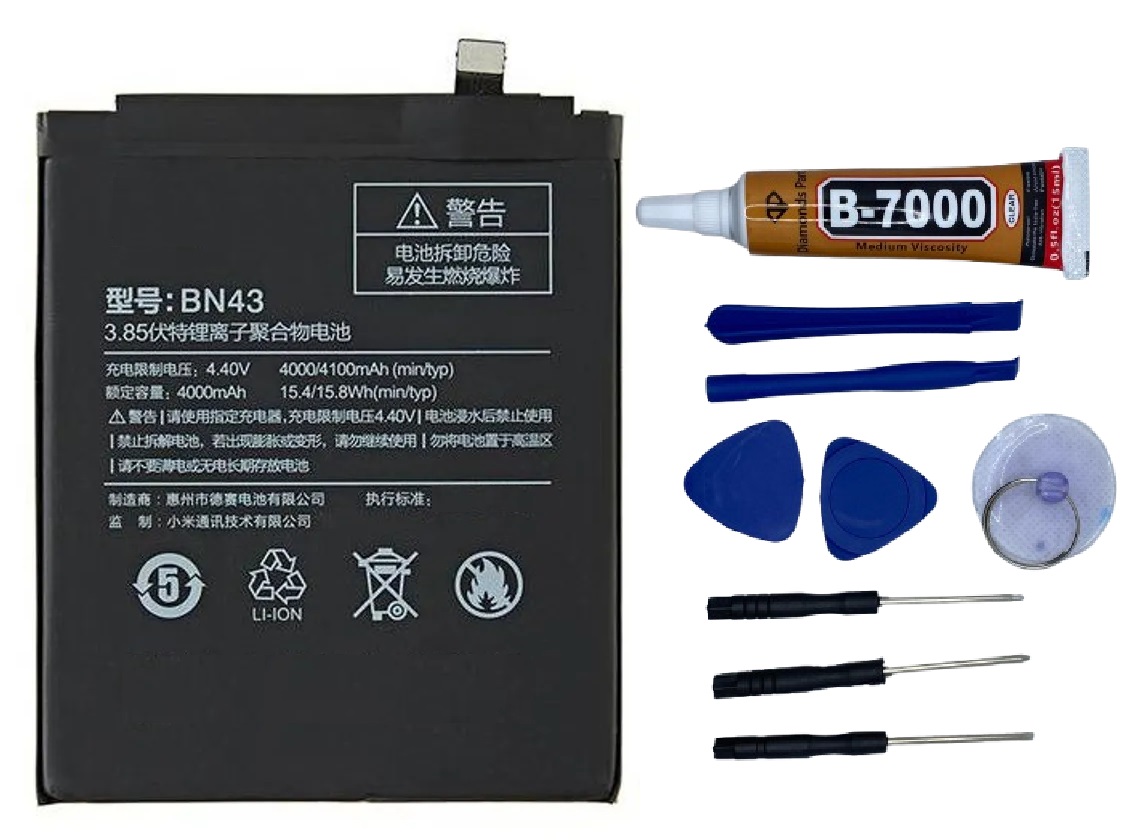 警告
电池拆卸危险
易发生燃烧爆炸
型号:BN43
3.85伏特锂离子聚合物电池
充电限制电压：4.40V 4000/4100mAh (min/typ)
额定容量：4000mAh 15.4/15.8Wh(min/typ)
警告|请使用指定充电器,充电限制电压4.40V|电池浸水后禁止使用
|禁止拆解电池，若出现膨胀或变形，请勿继续使用|勿将电池置于高温区
|请不要满电或无电长期存放电池
制造商：惠州市德赛电池有限公司 执行标准：
监 制：小米通讯技术有限公司
5
LI-ION
Diamonds Par
B-7000
CLEAR
Medium Viscosity
0.5fl.oz(15ml)